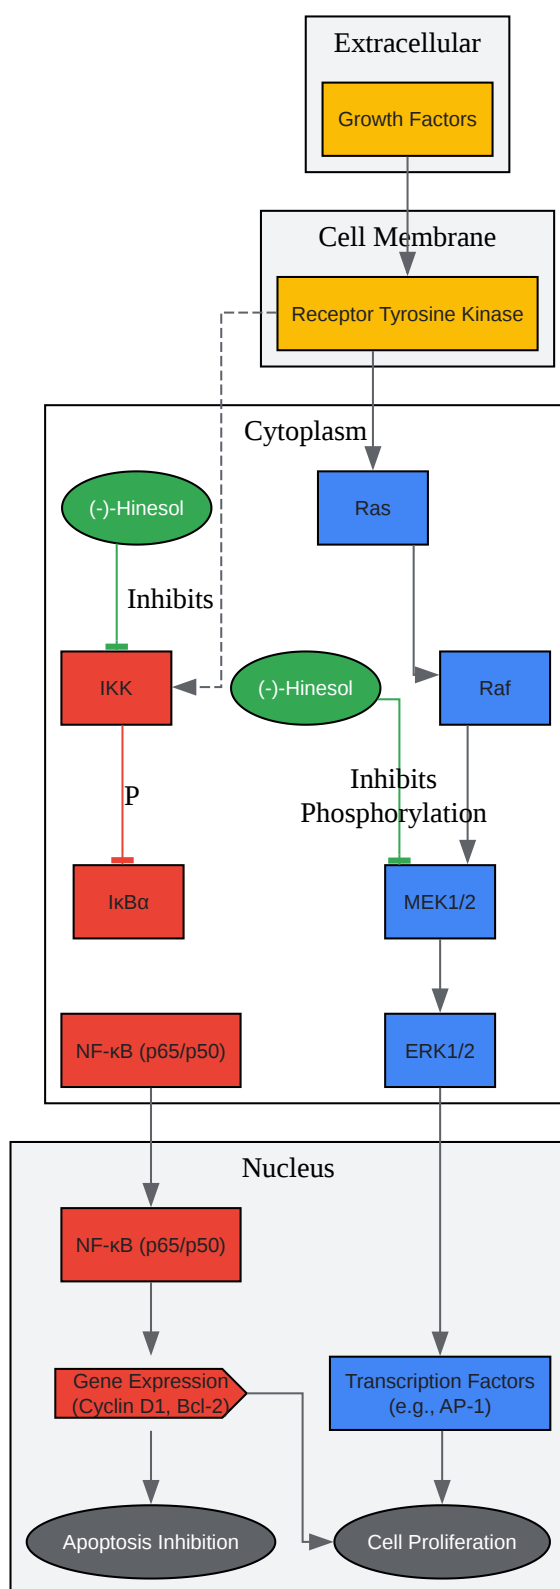 Extracellular
Growth Factors
Cell Membrane
Receptor Tyrosine Kinase
Cytoplasm
(-)-Hinesol
Ras
Inhibits
IKK
(-)-Hinesol
Raf
P
Inhibits
Phosphorylation
IκBα
MEK1/2
NF-κB (p65/p50)
ERK1/2
Nucleus
NF-κB (p65/p50)
Gene Expression
(Cyclin D1, Bcl-2)
Transcription Factors
(e.g., AP-1)
Apoptosis Inhibition
Cell Proliferation